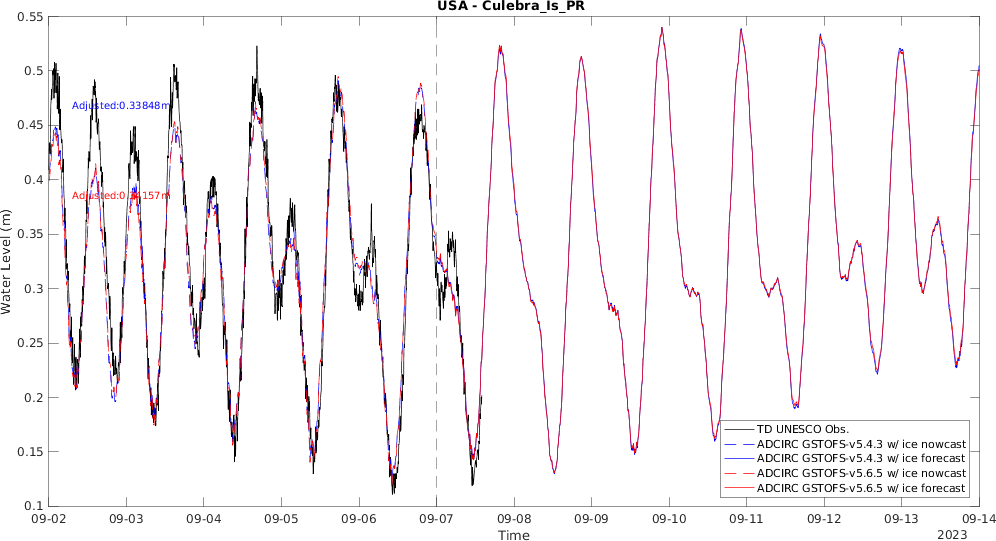 USA - Culebra_Is_PR
0.55
0.5
0.45
0.4
0.35
0.3
0.25
0.2
0.15
0.1
Water Level (m)
Adjusted:0.33848m
Adjusted:0.34157m
TD UNESCO Obs.
ADCIRC GSTOFS-v5.4.3 w/ ice nowcast
ADCIRC GSTOFS-v5.4.3 w/ ice forecast
ADCIRC GSTOFS-v5.6.5 w/ ice nowcast
ADCIRC GSTOFS-v5.6.5 w/ ice forecast
09-02 09-03 09-04 09-05 09-06 09-07 09-08 09-09 09-10 09-11 09-12 09-13 09-14
Time
2023